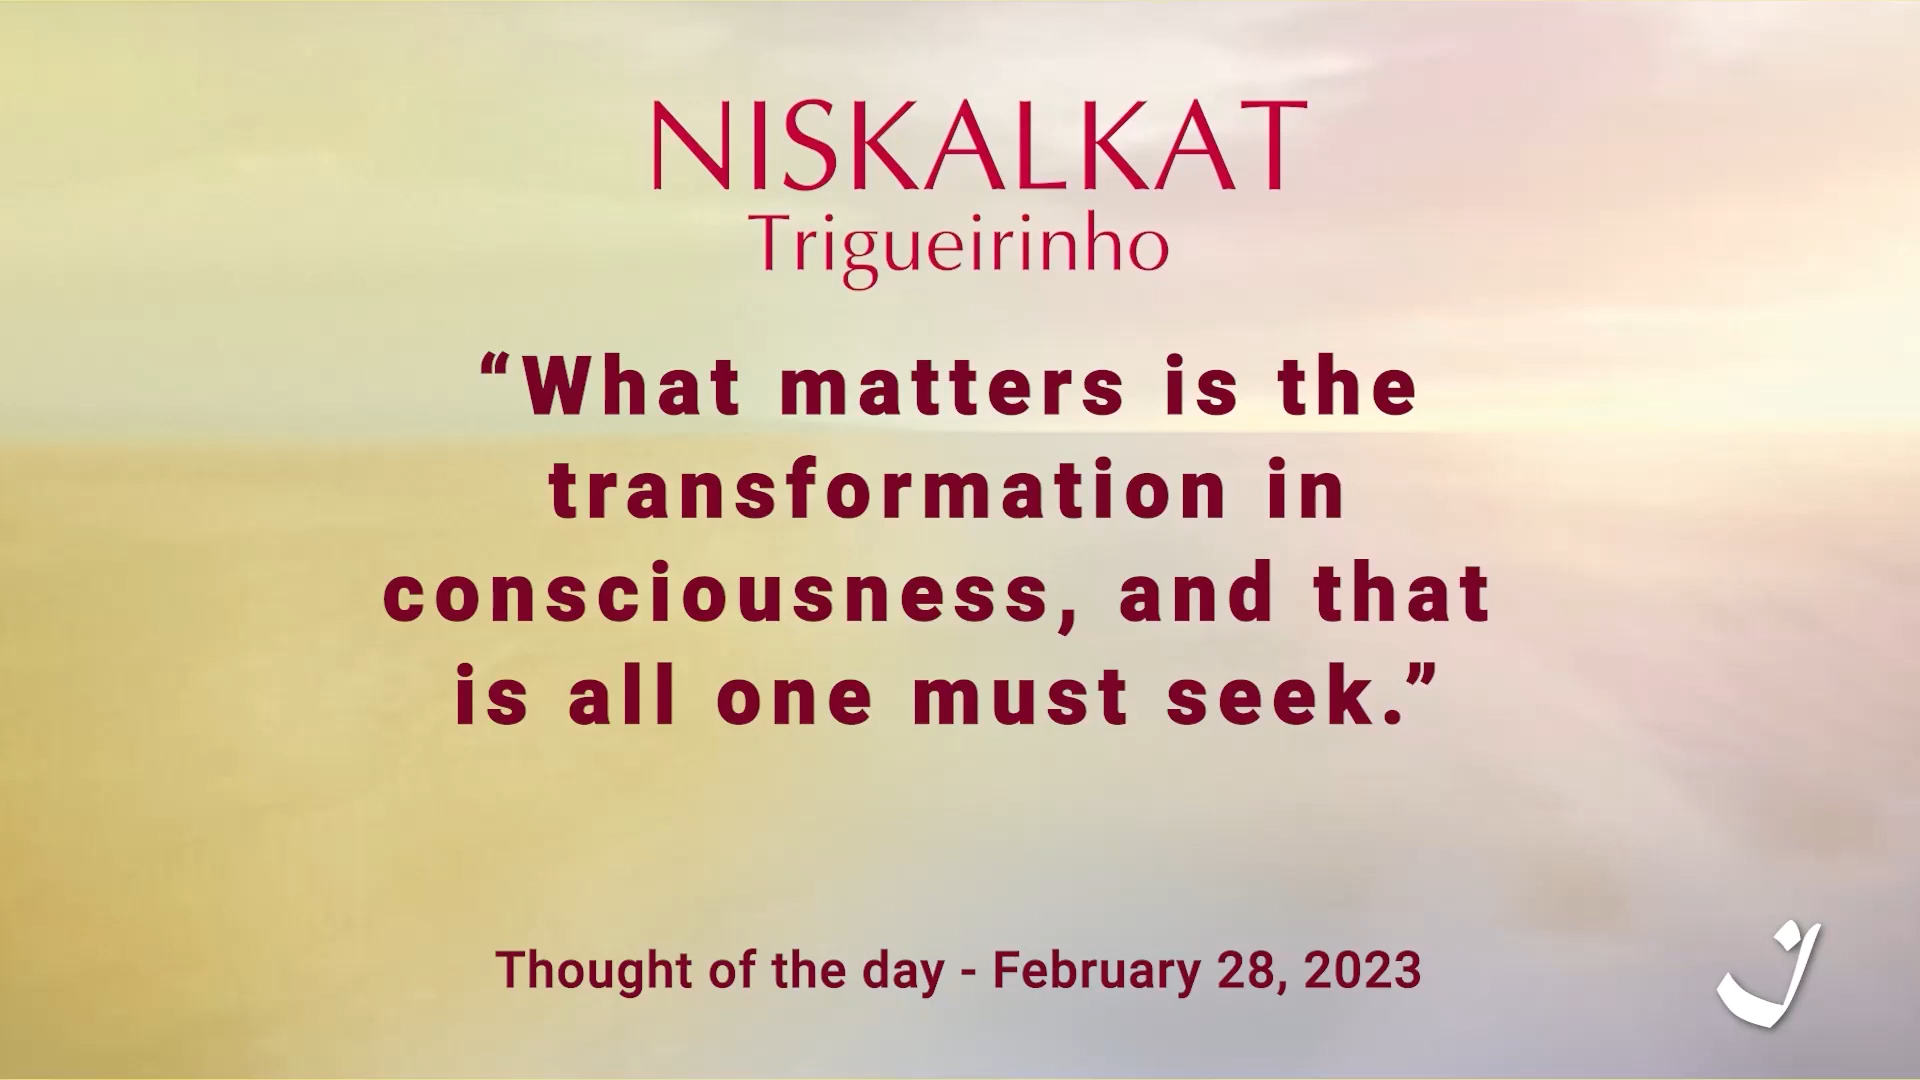 NISKALKAT
Trigueirinho
“What matters is the
transformation in
consciousness, and that
is all one must seek.”
Thought of the day - February 28, 2023